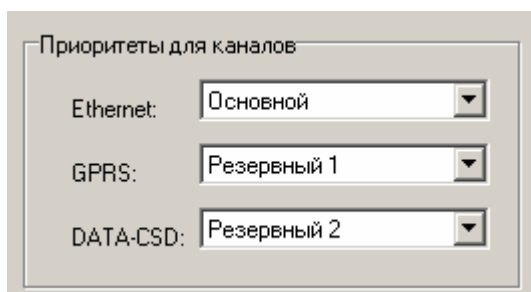 Приоритеты для каналов
Ethernet: Основной
GPRS: Резервный 1
DATA-CSD: Резервный 2